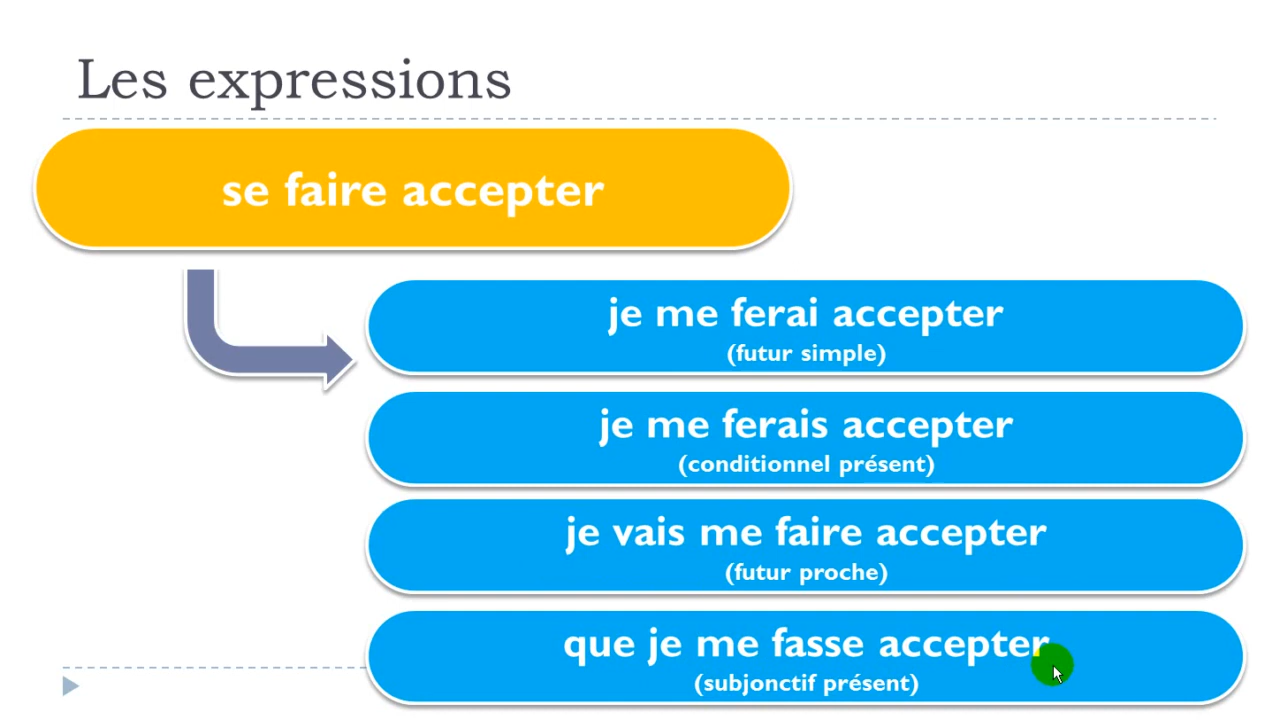 Les expressions
se faire accepter
je me ferai accepter
(futur simple)
je me ferais accepter
(conditionnel présent)
je vais me faire accepter
(futur proche)
que je me fasse accepter
(subjonctif présent)